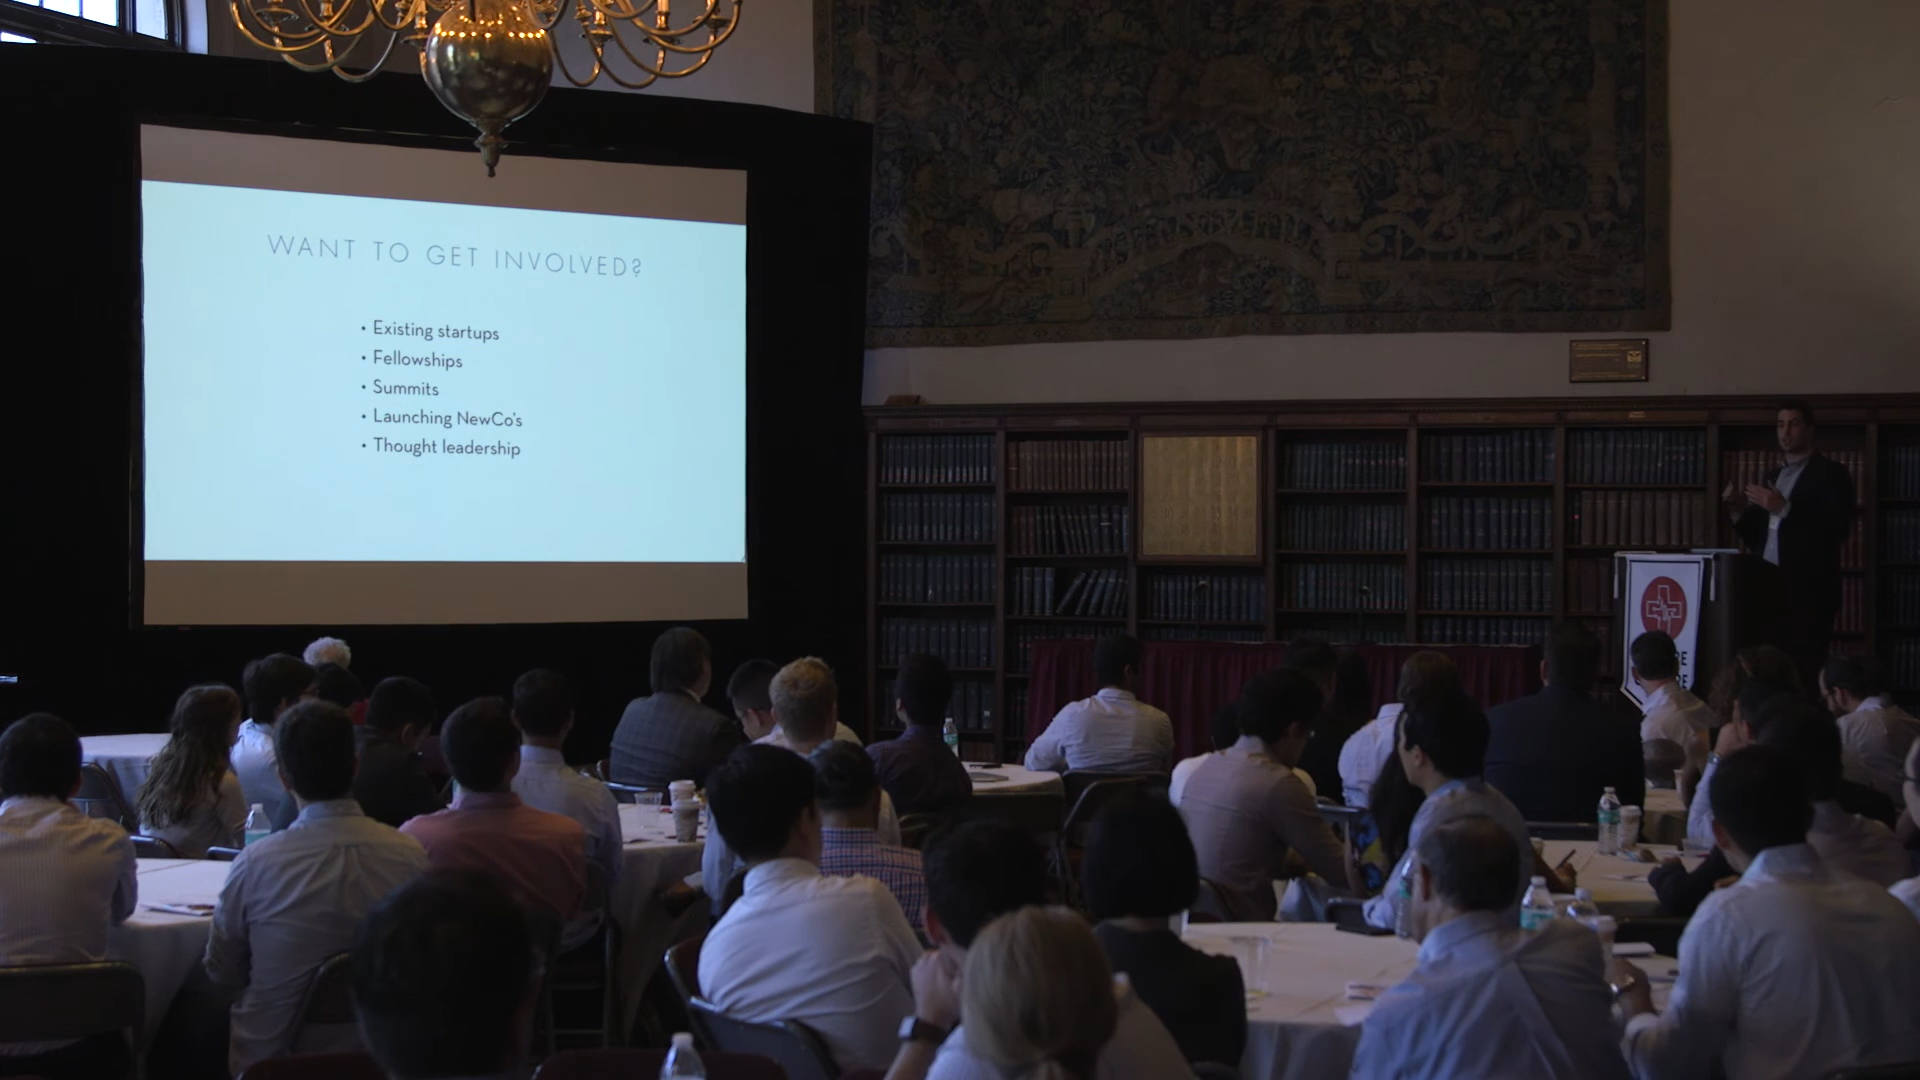 WANT TO GET INVOLVED?
• Existing startups
• Fellowships
• Summits
• Launching NewCo's
• Thought leadership